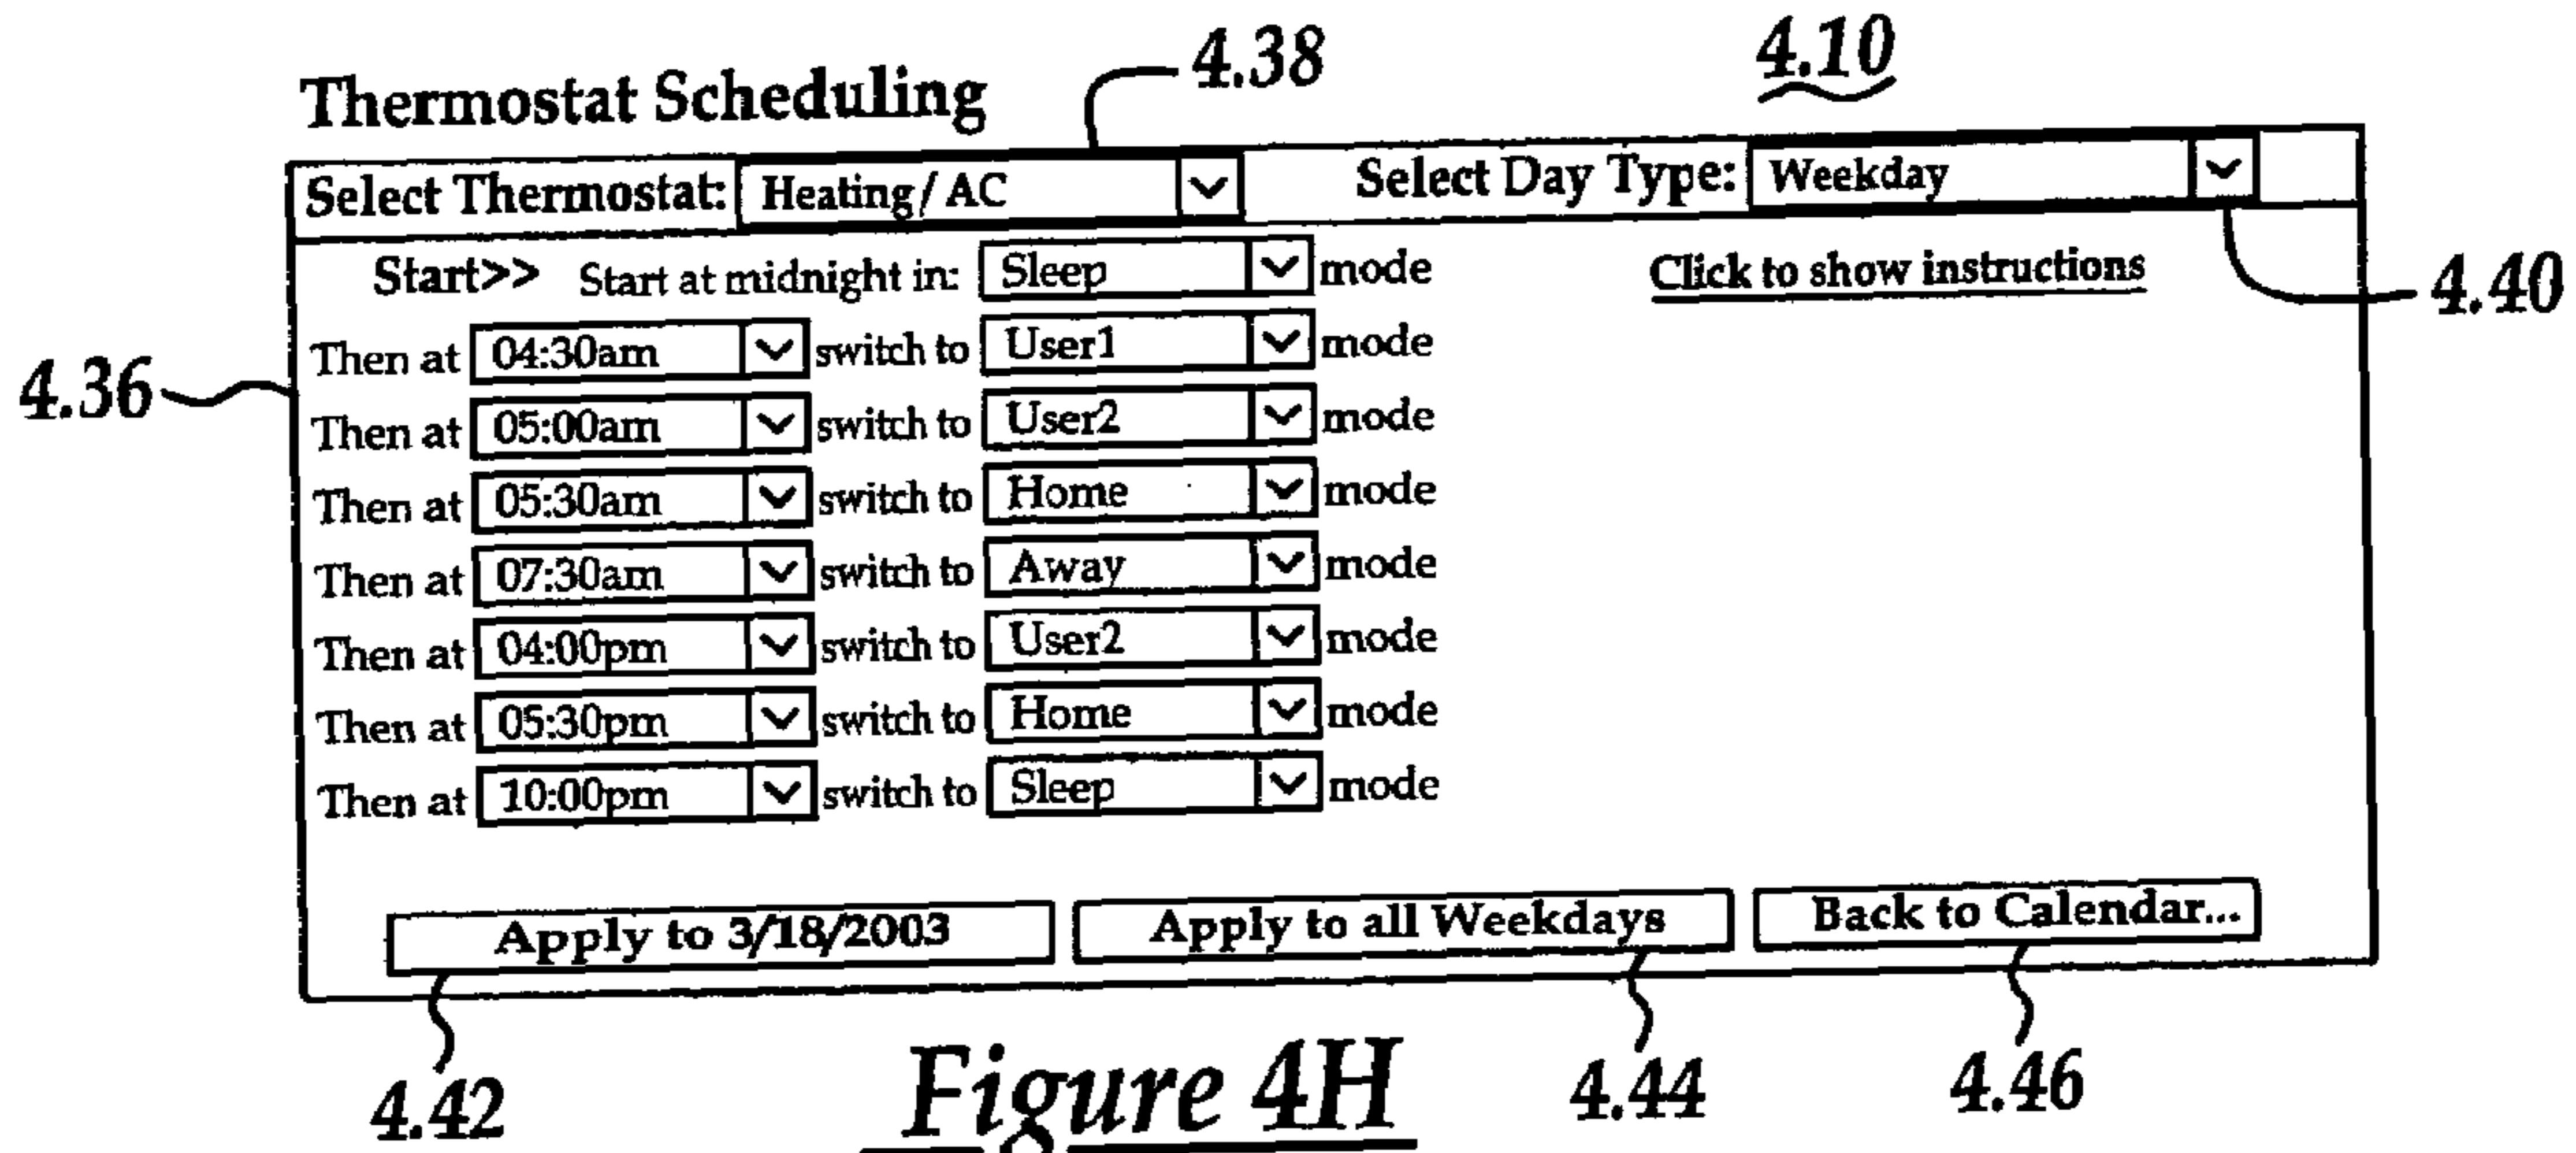 4.38
4.10
Thermostat Scheduling
Select Thermostat: Heating/AC Select Day Type: Weekday
Start>> Start at midnight in: Sleep mode
Click to show instructions
4.40
Then at 04:30am switch to User1 mode
4.36
Then at 05:00am switch to User2 mode
Then at 05:30am switch to Home mode
Then at 07:30am switch to Away mode
Then at 04:00pm switch to User2 mode
Then at 05:30pm switch to Home mode
Then at 10:00pm switch to Sleep mode
Apply to 3/18/2003 Apply to all Weekdays Back to Calendar...
4.42
4.44
4.46
Figure 4H